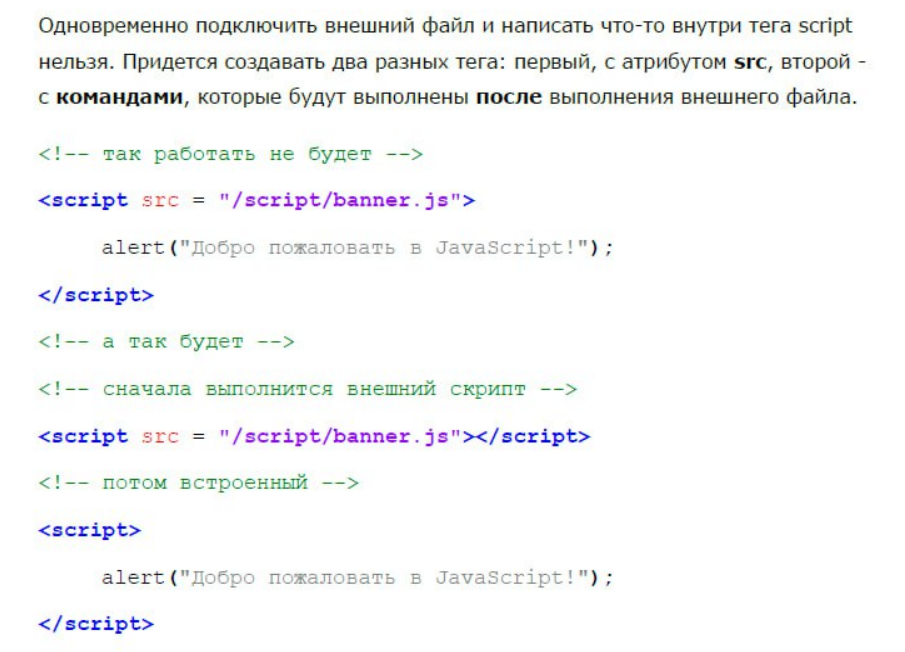 Одновременно подключить внешний файл и написать что-то внутри тега script
нельзя. Придется создавать два разных тега: первый, с атрибутом src, второй -
с командами, которые будут выполнены после выполнения внешнего файла.
<!-- так работать не будет -->
<script src = "/script/banner.js">
alert("Добро пожаловать в JavaScript!");
</script>
<!-- а так будет -->
<!-- сначала выполнится внешний скрипт -->
<script src = "/script/banner.js"></script>
<!-- потом встроенный -->
<script>
alert("Добро пожаловать в JavaScript!");
</script>